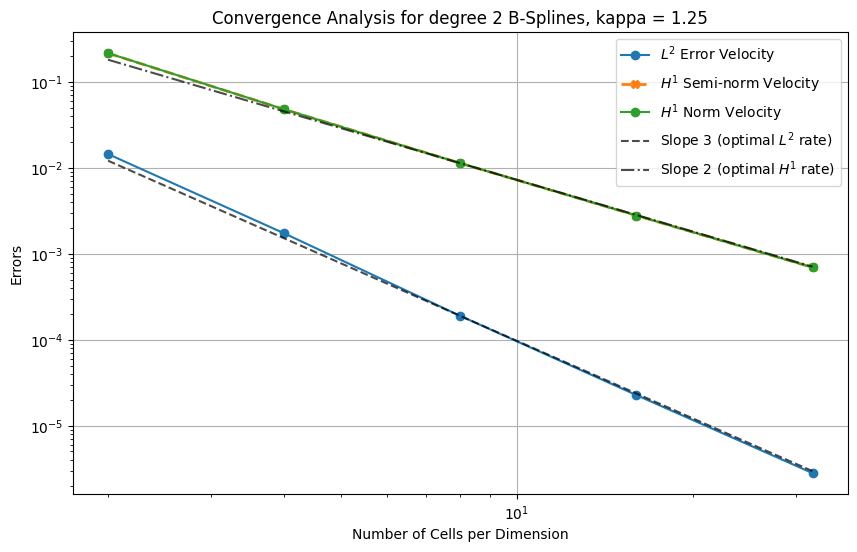 Convergence Analysis for degree 2 B-Splines, kappa = 1.25
L² Error Velocity
H¹ Semi-norm Velocity
H¹ Norm Velocity
Slope 3 (optimal L² rate)
Slope 2 (optimal H¹ rate)
10⁻¹
10⁻²
10⁻³
10⁻⁴
10⁻⁵
Errors
10¹
Number of Cells per Dimension